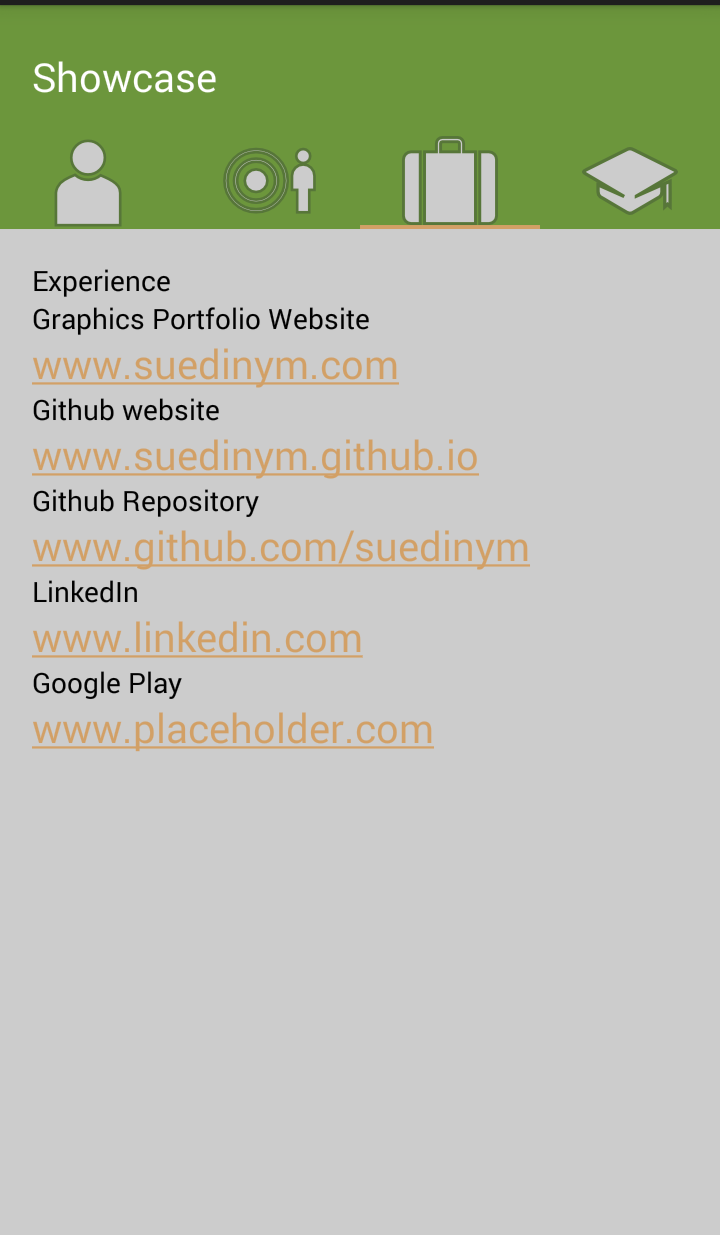 Showcase
Experience
Graphics Portfolio Website
www.suedinym.com
Github website
www.suedinym.github.io
Github Repository
www.github.com/suedinym
LinkedIn
www.linkedin.com
Google Play
www.placeholder.com